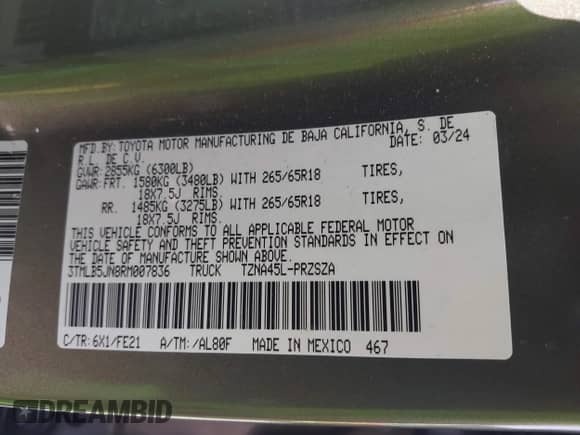 MFD.BY:TOYOTA MOTOR MANUFACTURING DE BAJA CALIFORNIA, S. DE
R.L. DE C.V. DATE: 03/24
GVWR:2855KG (6300LB)
GAWR:FRT. 1580KG (3480LB) WITH 265/65R18 TIRES,
18X7.5J RIMS.
RR. 1485KG (3275LB) WITH 265/65R18 TIRES,
18X7.5J RIMS.
THIS VEHICLE CONFORMS TO ALL APPLICABLE FEDERAL MOTOR
VEHICLE SAFETY AND THEFT PREVENTION STANDARDS IN EFFECT ON
THE DATE OF MANUFACTURE SHOWN ABOVE.
3TMLB5JN8RM007836 TRUCK TZNA45L-PRZSZA
C/TR:6X1/FE21 A/TM:/AL80F MADE IN MEXICO 467
DREAMBID